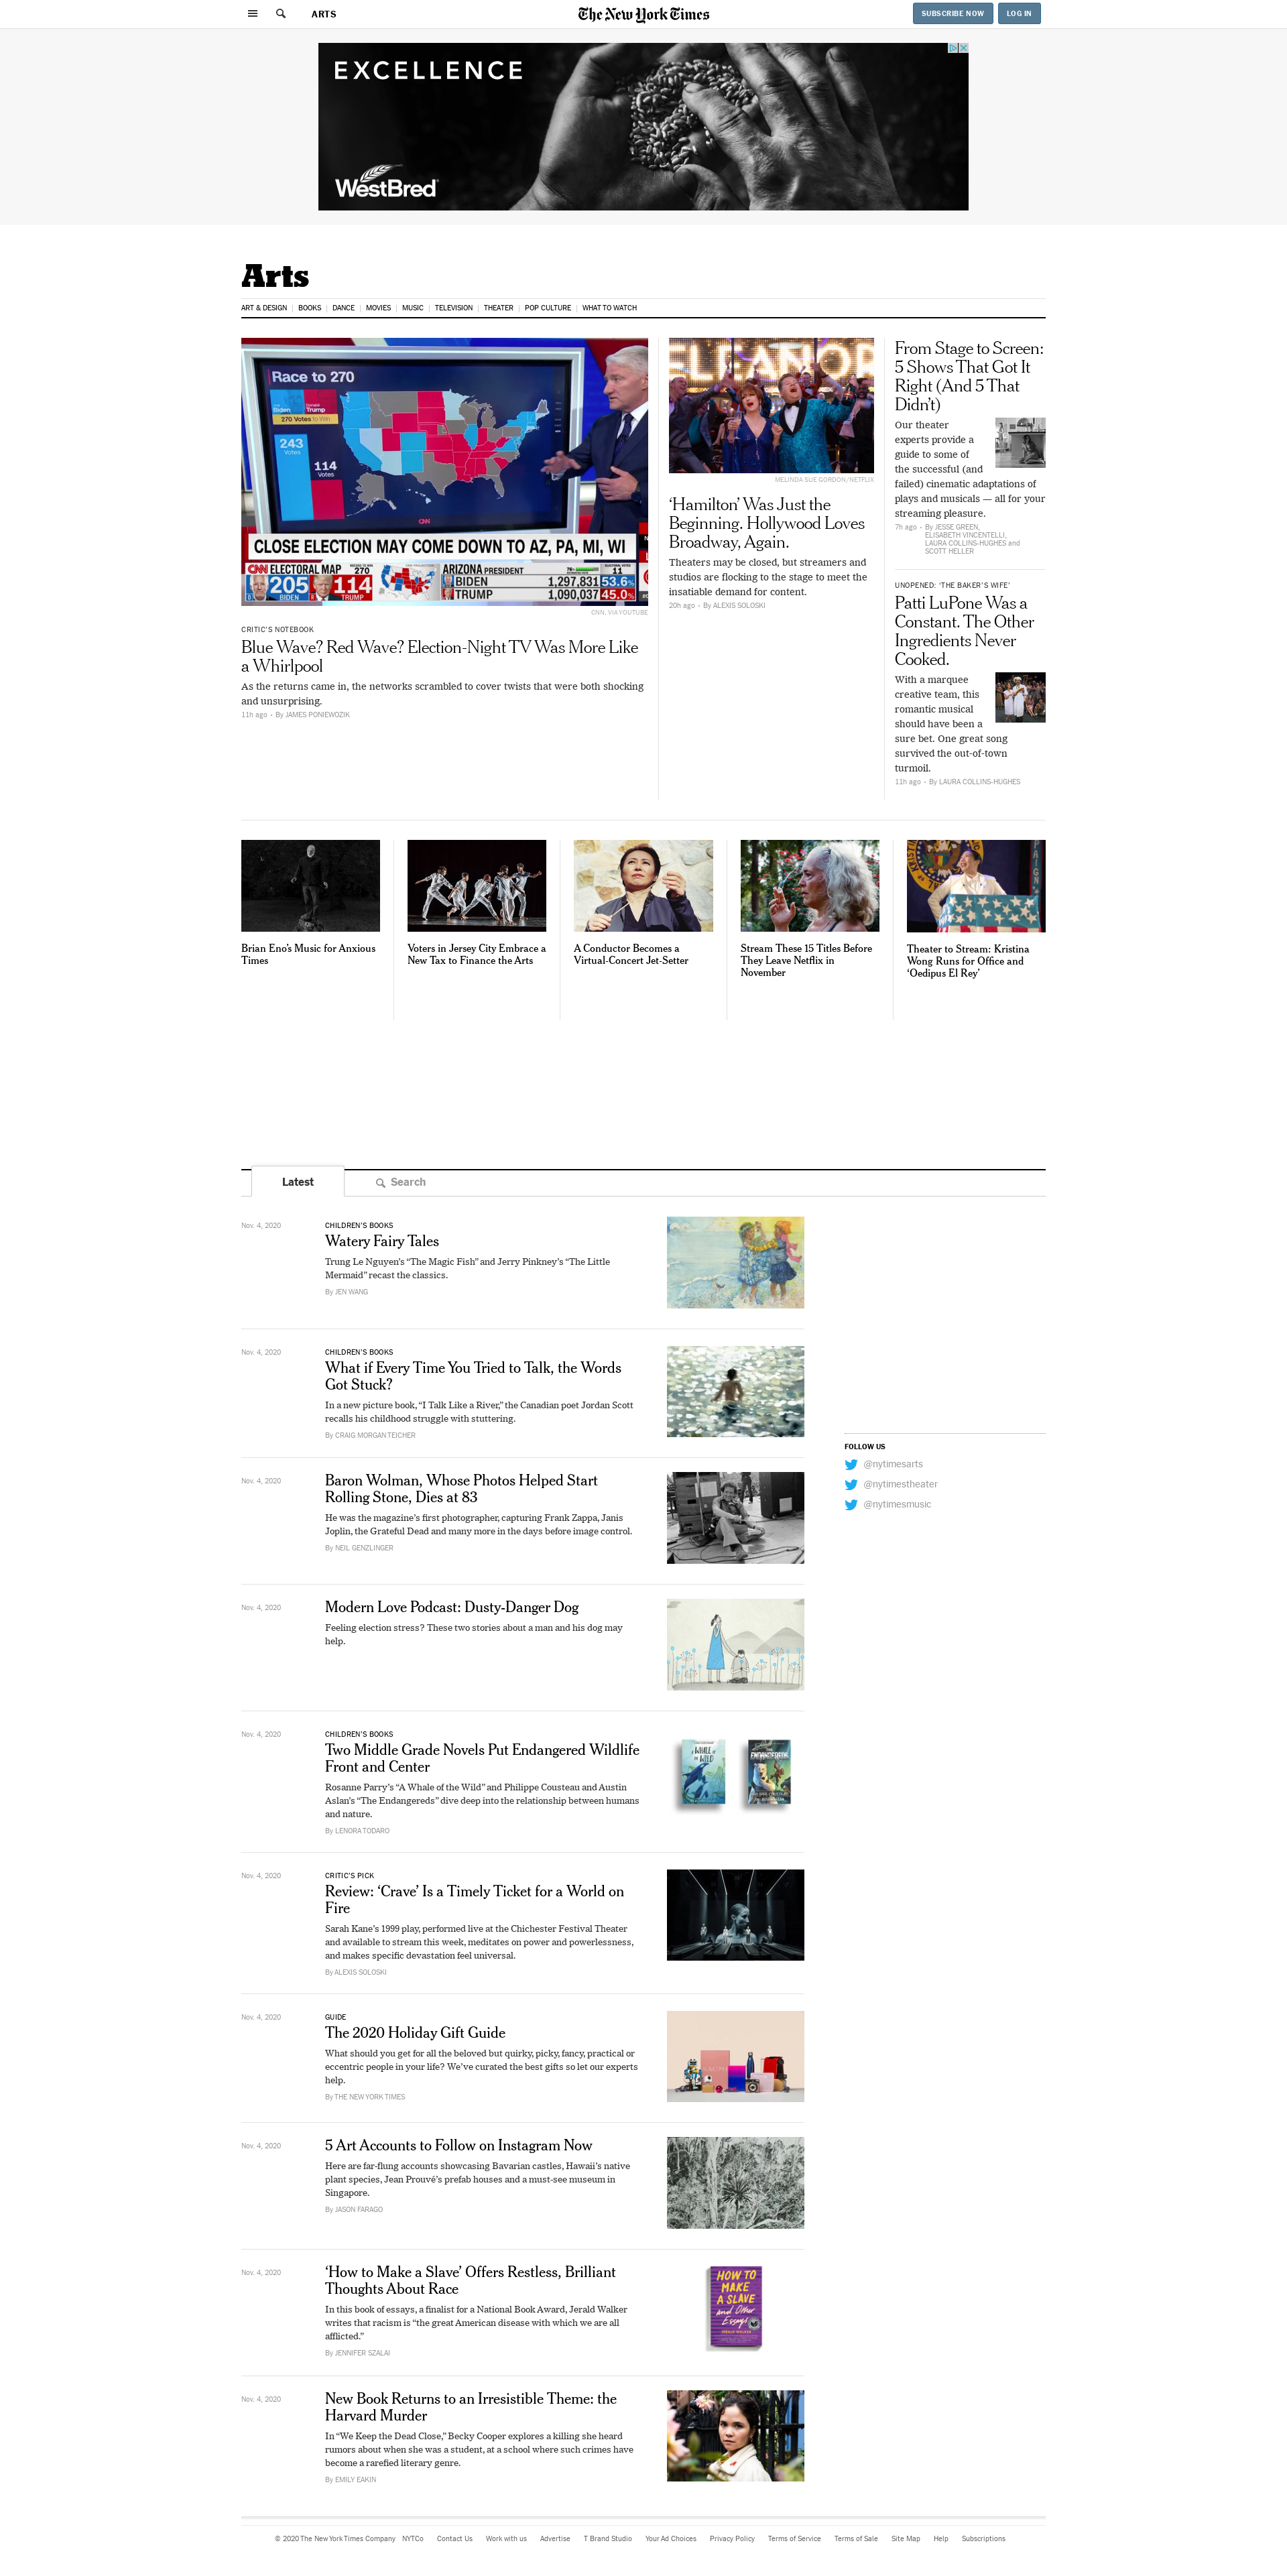 ARTS
The New York Times
SUBSCRIBE NOW
LOG IN
EXCELLENCE
WestBred
Arts
ART & DESIGN
BOOKS
DANCE
MOVIES
MUSIC
TELEVISION
THEATER
POP CULTURE
WHAT TO WATCH
Race to 270
Biden
Trump
270 Votes to Win
243
Votes
114
Votes
CNN
CLOSE ELECTION MAY COME DOWN TO AZ, PA, MI, WI
CNN ELECTORAL MAP
205
BIDEN
114
TRUMP
ARIZONA PRESIDENT
11
BIDEN 1,297,831 53.6%
TRUMP 1,090,037 45.0%
CNN, VIA YOUTUBE
CRITIC'S NOTEBOOK
Blue Wave? Red Wave? Election-Night TV Was More Like
a Whirlpool
As the returns came in, the networks scrambled to cover twists that were both shocking
and unsurprising.
11h ago · By JAMES PONIEWOZIK
MELINDA SUE GORDON/NETFLIX
‘Hamilton’ Was Just the
Beginning. Hollywood Loves
Broadway, Again.
Theaters may be closed, but streamers and
studios are flocking to the stage to meet the
insatiable demand for content.
20h ago · By ALEXIS SOLOSKI
From Stage to Screen:
5 Shows That Got It
Right (And 5 That
Didn’t)
Our theater
experts provide a
guide to some of
the successful (and
failed) cinematic adaptations of
plays and musicals — all for your
streaming pleasure.
7h ago · By JESSE GREEN,
ELISABETH VINCENTELLI,
LAURA COLLINS-HUGHES and
SCOTT HELLER
UNOPENED: ‘THE BAKER’S WIFE’
Patti LuPone Was a
Constant. The Other
Ingredients Never
Cooked.
With a marquee
creative team, this
romantic musical
should have been a
sure bet. One great song
survived the out-of-town
turmoil.
11h ago · By LAURA COLLINS-HUGHES
Brian Eno’s Music for Anxious
Times
Voters in Jersey City Embrace a
New Tax to Finance the Arts
A Conductor Becomes a
Virtual-Concert Jet-Setter
Stream These 15 Titles Before
They Leave Netflix in
November
Theater to Stream: Kristina
Wong Runs for Office and
‘Oedipus El Rey’
Latest
Search
Nov. 4, 2020
CHILDREN’S BOOKS
Watery Fairy Tales
Trung Le Nguyen’s “The Magic Fish” and Jerry Pinkney’s “The Little
Mermaid” recast the classics.
By JEN WANG
Nov. 4, 2020
CHILDREN’S BOOKS
What if Every Time You Tried to Talk, the Words
Got Stuck?
In a new picture book, “I Talk Like a River,” the Canadian poet Jordan Scott
recalls his childhood struggle with stuttering.
By CRAIG MORGAN TEICHER
FOLLOW US
@nytimesarts
@nytimestheater
@nytimesmusic
Nov. 4, 2020
Baron Wolman, Whose Photos Helped Start
Rolling Stone, Dies at 83
He was the magazine’s first photographer, capturing Frank Zappa, Janis
Joplin, the Grateful Dead and many more in the days before image control.
By NEIL GENZLINGER
Nov. 4, 2020
Modern Love Podcast: Dusty-Danger Dog
Feeling election stress? These two stories about a man and his dog may
help.
Nov. 4, 2020
CHILDREN’S BOOKS
Two Middle Grade Novels Put Endangered Wildlife
Front and Center
Rosanne Parry’s “A Whale of the Wild” and Philippe Cousteau and Austin
Aslan’s “The Endangereds” dive deep into the relationship between humans
and nature.
By LENORA TODARO
Nov. 4, 2020
CRITIC’S PICK
Review: ‘Crave’ Is a Timely Ticket for a World on
Fire
Sarah Kane’s 1999 play, performed live at the Chichester Festival Theater
and available to stream this week, meditates on power and powerlessness,
and makes specific devastation feel universal.
By ALEXIS SOLOSKI
Nov. 4, 2020
GUIDE
The 2020 Holiday Gift Guide
What should you get for all the beloved but quirky, picky, fancy, practical or
eccentric people in your life? We’ve curated the best gifts so let our experts
help.
By THE NEW YORK TIMES
Nov. 4, 2020
5 Art Accounts to Follow on Instagram Now
Here are far-flung accounts showcasing Bavarian castles, Hawaii’s native
plant species, Jean Prouvé’s prefab houses and a must-see museum in
Singapore.
By JASON FARAGO
Nov. 4, 2020
‘How to Make a Slave’ Offers Restless, Brilliant
Thoughts About Race
In this book of essays, a finalist for a National Book Award, Jerald Walker
writes that racism is “the great American disease with which we are all
afflicted.”
By JENNIFER SZALAI
HOW TO
MAKE
A SLAVE
and Other
Essays
Nov. 4, 2020
New Book Returns to an Irresistible Theme: the
Harvard Murder
In “We Keep the Dead Close,” Becky Cooper explores a killing she heard
rumors about when she was a student, at a school where such crimes have
become a rarefied literary genre.
By EMILY EAKIN
© 2020 The New York Times Company
NYTCo
Contact Us
Work with us
Advertise
T Brand Studio
Your Ad Choices
Privacy Policy
Terms of Service
Terms of Sale
Site Map
Help
Subscriptions